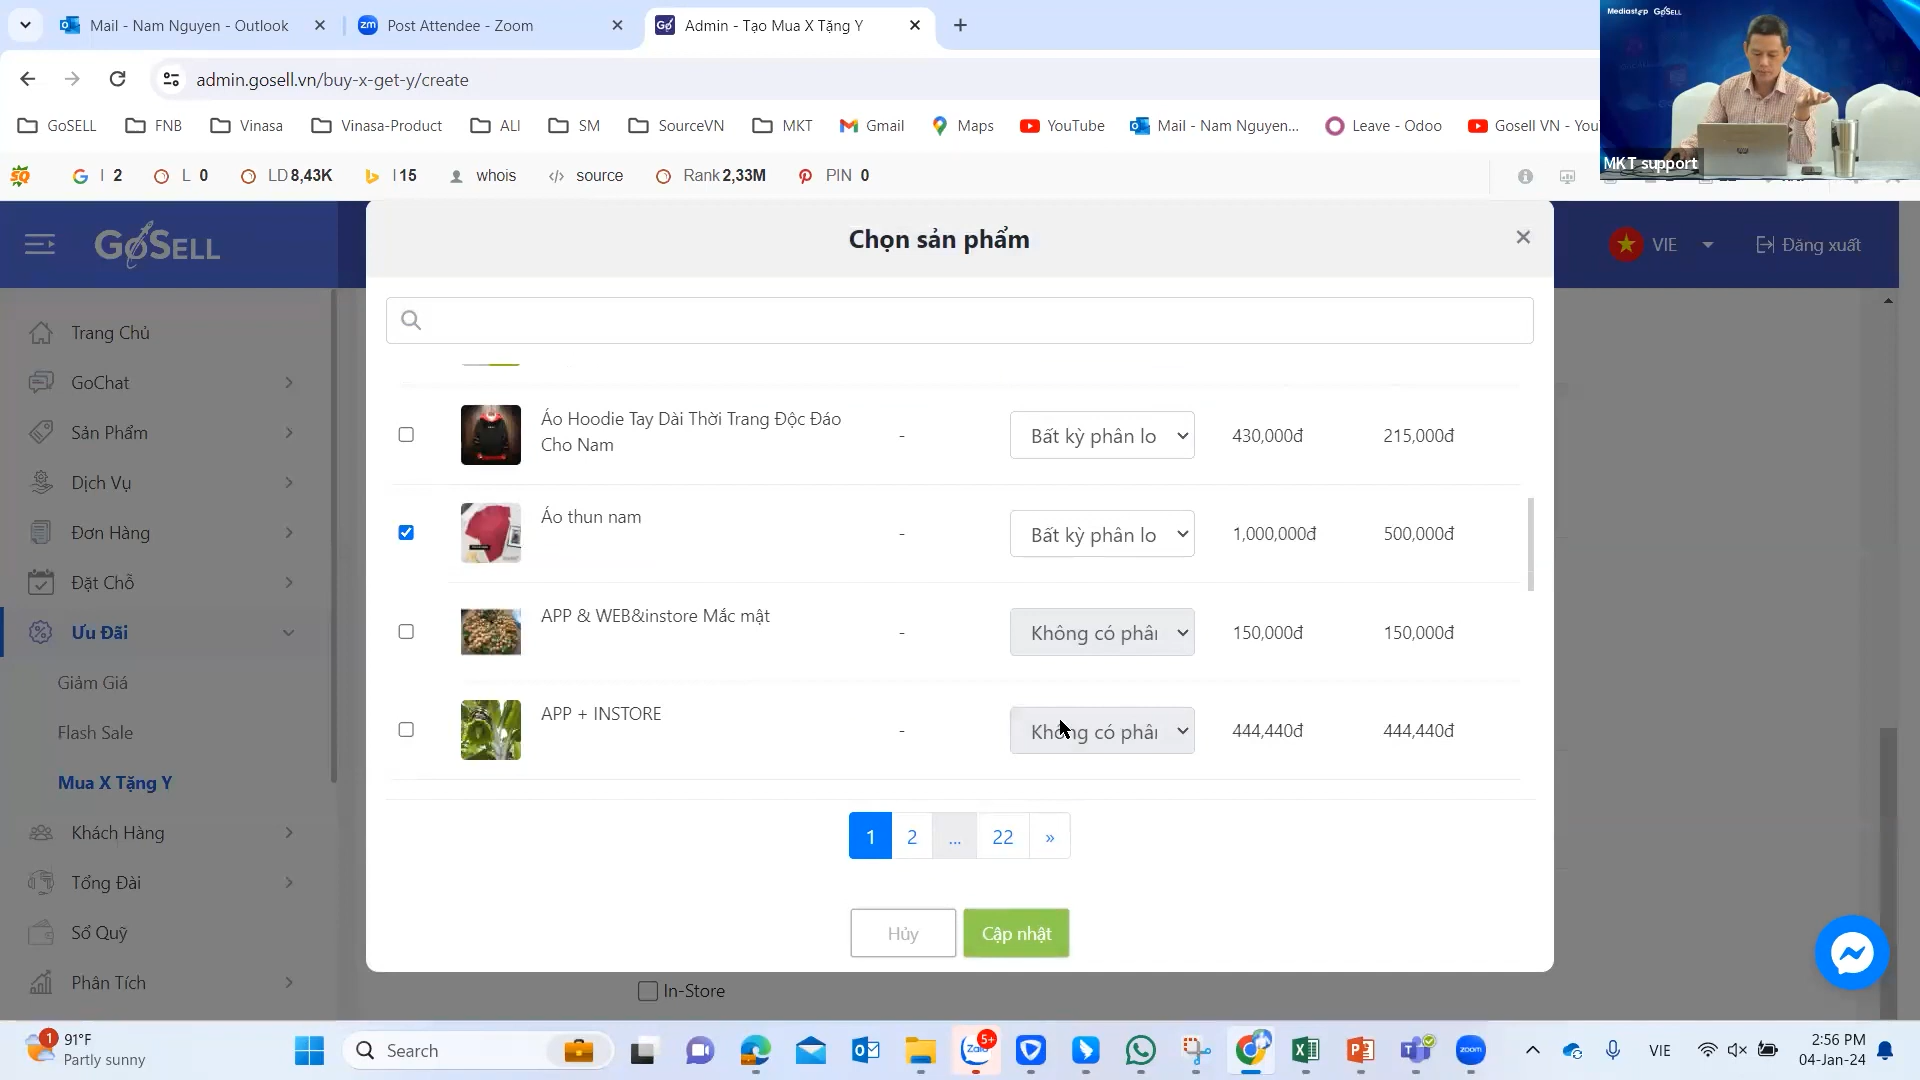 Mail - Nam Nguyen - Outlook
Post Attendee - Zoom
Admin - Tạo Mua X Tặng Y
admin.gosell.vn/buy-x-get-y/create
GoSELL
FNB
Vinasa
Vinasa-Product
ALI
SM
SourceVN
MKT
Gmail
Maps
YouTube
Mail - Nam Nguyen...
Leave - Odoo
Gosell VN - You
I 2
L 0
LD 8,43K
I 15
whois
source
Rank 2,33M
PIN 0
Mediastep GoSELL
MKT support
GoSELL
VIE
Đăng xuất
Trang Chủ
GoChat
Sản Phẩm
Dịch Vụ
Đơn Hàng
Đặt Chỗ
Ưu Đãi
Giảm Giá
Flash Sale
Mua X Tặng Y
Khách Hàng
Tổng Đài
Sổ Quỹ
Phân Tích
Chọn sản phẩm
Áo Hoodie Tay Dài Thời Trang Độc Đáo
Cho Nam
-
Bất kỳ phân lo
430,000đ
215,000đ
Áo thun nam
-
Bất kỳ phân lo
1,000,000đ
500,000đ
APP & WEB&instore Mắc mật
-
Không có phân
150,000đ
150,000đ
APP + INSTORE
-
Không có phân
444,440đ
444,440đ
1
2
...
22
»
Hủy
Cập nhật
In-Store
1
91°F
Partly sunny
Search
5+
Zalo
zoom
VIE
2:56 PM
04-Jan-24